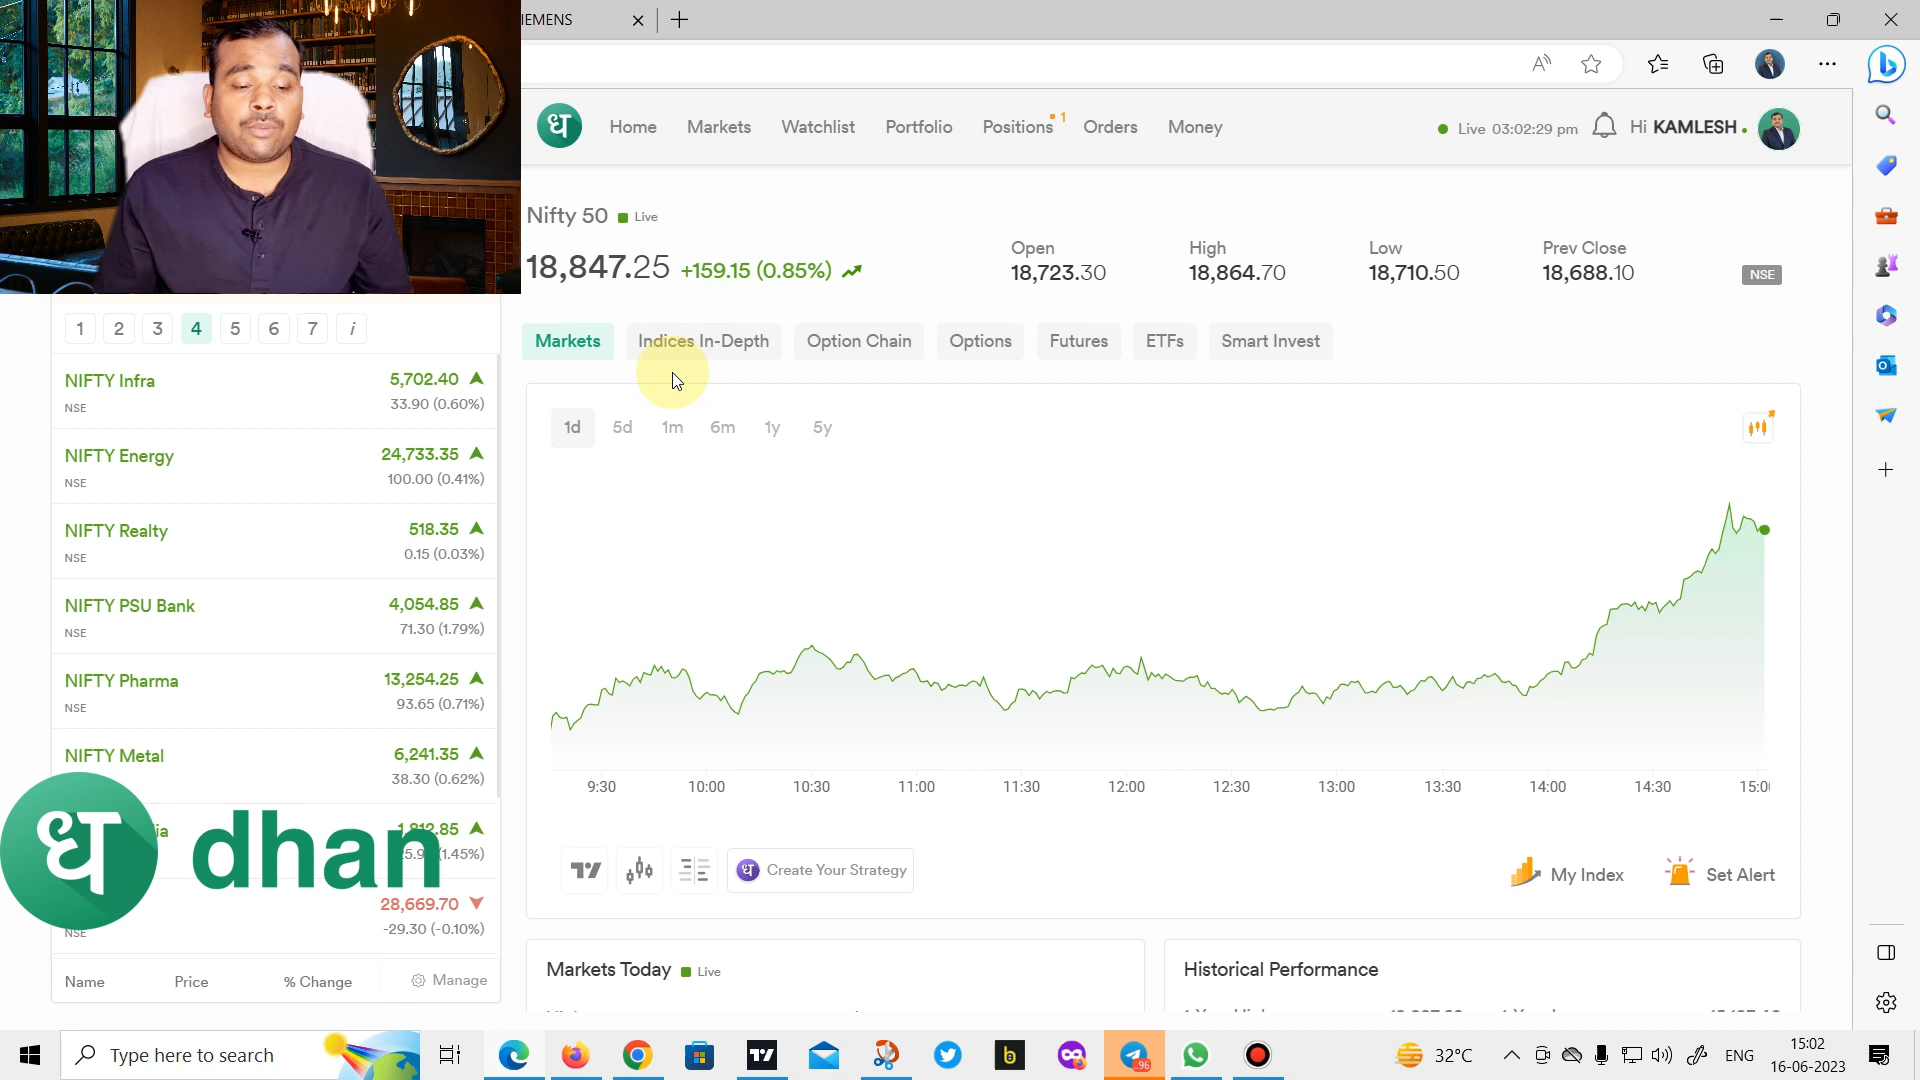 IEMENS
Home Markets Watchlist Portfolio Positions 1 Orders Money
Live 03:02:29 pm
Hi KAMLESH
Nifty 50 Live
18,847.25 +159.15 (0.85%)
Open
18,723.30
High
18,864.70
Low
18,710.50
Prev Close
18,688.10
NSE
Markets Indices In-Depth Option Chain Options Futures ETFs Smart Invest
1d 5d 1m 6m 1y 5y
9:30 10:00 10:30 11:00 11:30 12:00 12:30 13:00 13:30 14:00 14:30
Create Your Strategy
My Index Set Alert
Markets Today Live
Historical Performance
1 2 3 4 5 6 7 i
NIFTY Infra 5,702.40
NSE 33.90 (0.60%)
NIFTY Energy 24,733.35
NSE 100.00 (0.41%)
NIFTY Realty 518.35
NSE 0.15 (0.03%)
NIFTY PSU Bank 4,054.85
NSE 71.30 (1.79%)
NIFTY Pharma 13,254.25
NSE 93.65 (0.71%)
NIFTY Metal 6,241.35
NSE 38.30 (0.62%)
ia 1,812.85
(1.45%)
ध dhan
28,669.70
NSE -29.30 (-0.10%)
Name Price % Change Manage
Type here to search
96
32°C
ENG
15:02
16-06-2023